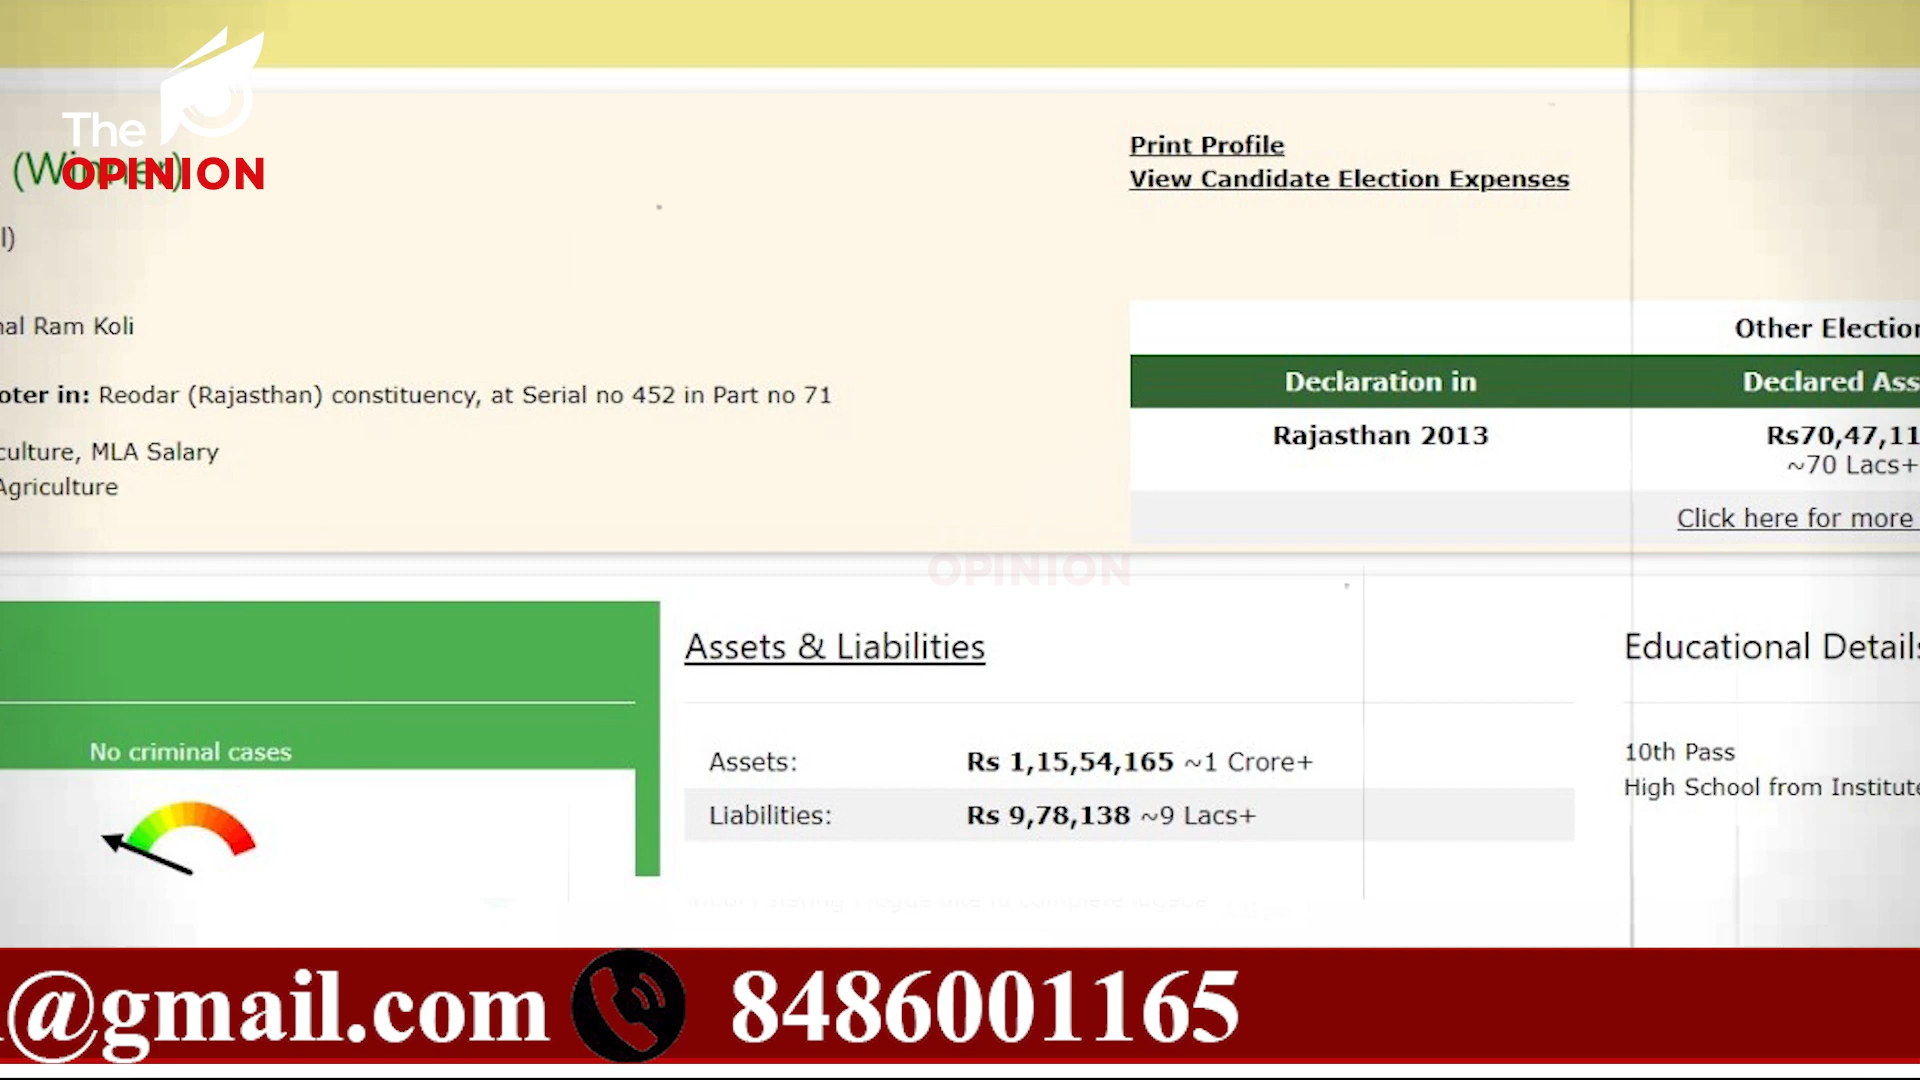 The
OPINION
(Winner)
l)
nal Ram Koli
oter in: Reodar (Rajasthan) constituency, at Serial no 452 in Part no 71
culture, MLA Salary
Agriculture
Print Profile
View Candidate Election Expenses
Other Election
Declaration in Declared Ass
Rajasthan 2013 Rs70,47,11
~70 Lacs+
Click here for more
OPINION
No criminal cases
Assets & Liabilities
Assets: Rs 1,15,54,165 ~1 Crore+
Liabilities: Rs 9,78,138 ~9 Lacs+
Educational Details
10th Pass
High School from Institute
@gmail.com 8486001165